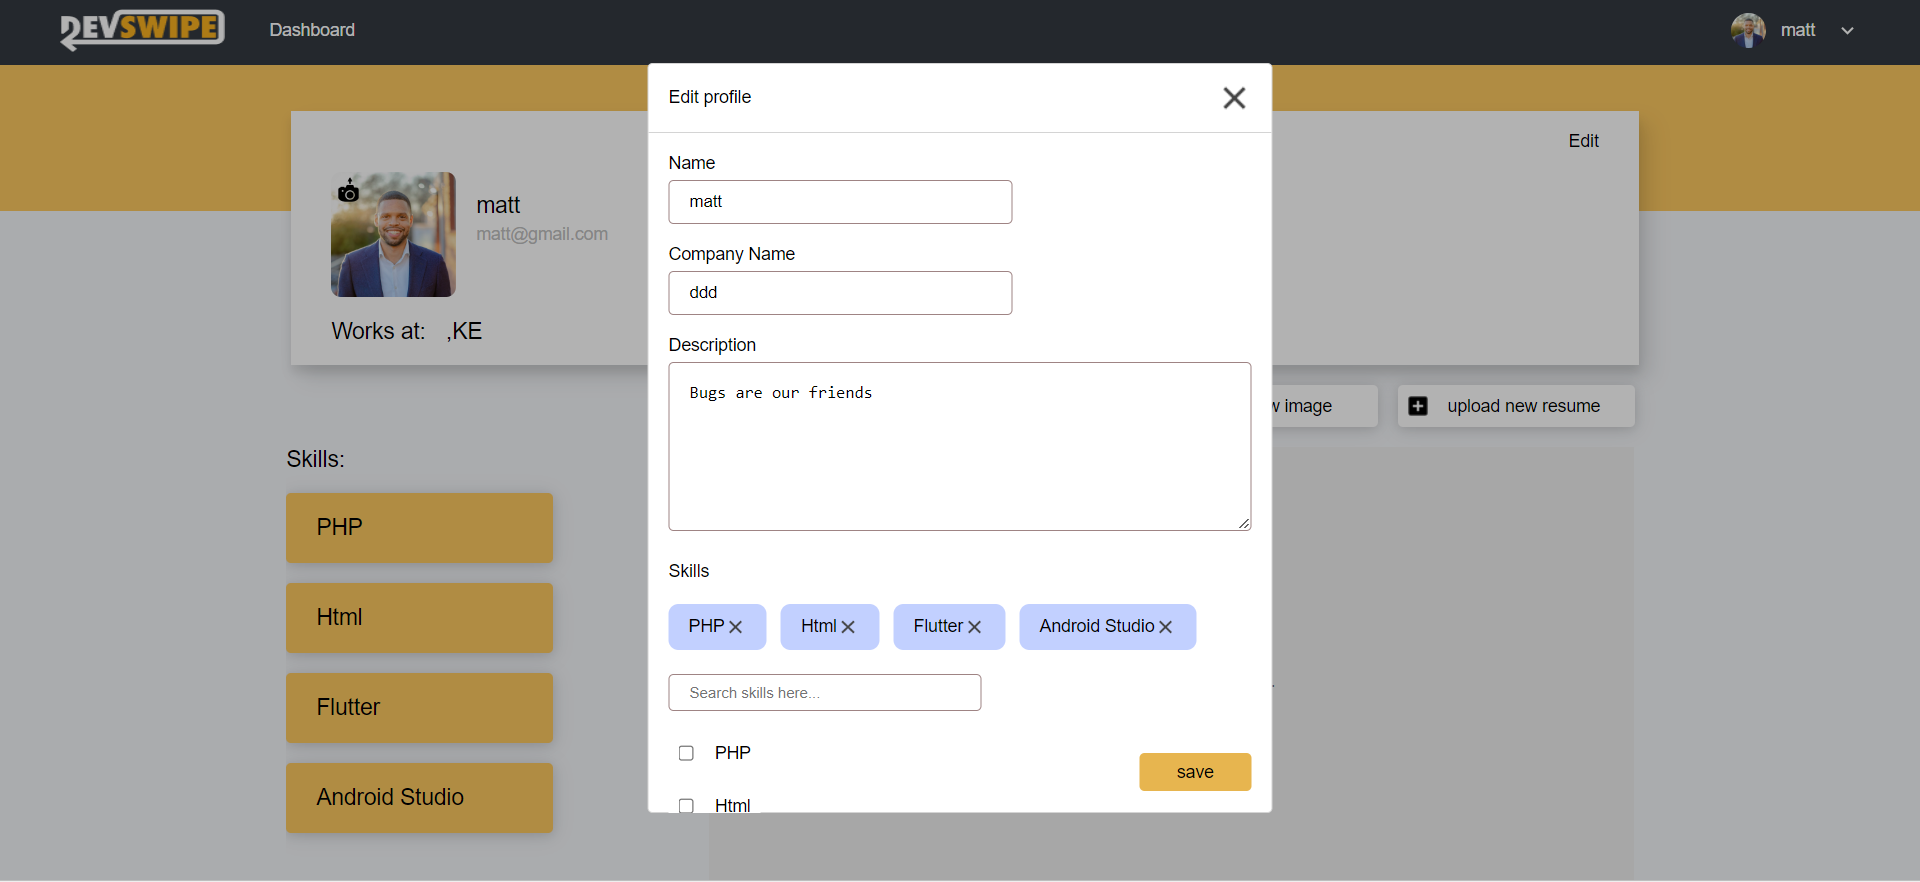 DEVSWIPE
Dashboard
matt
Edit profile
Edit
Name
matt
matt
matt@gmail.com
Company Name
ddd
Works at: ,KE
Description
Bugs are our friends
w image
upload new resume
Skills:
PHP
Html
Flutter
Android Studio
Skills
PHP
Html
Flutter
Android Studio
Search skills here...
PHP
Html
save